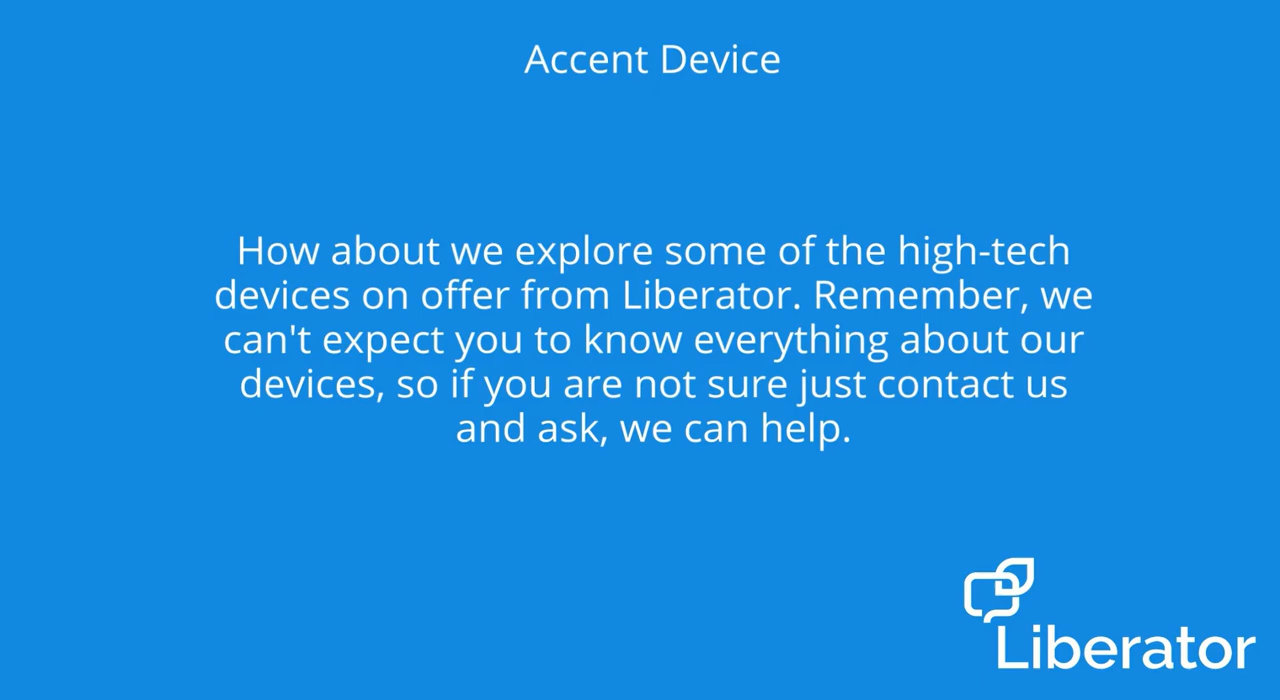 Accent Device
How about we explore some of the high-tech
devices on offer from Liberator. Remember, we
can't expect you to know everything about our
devices, so if you are not sure just contact us
and ask, we can help.
Liberator